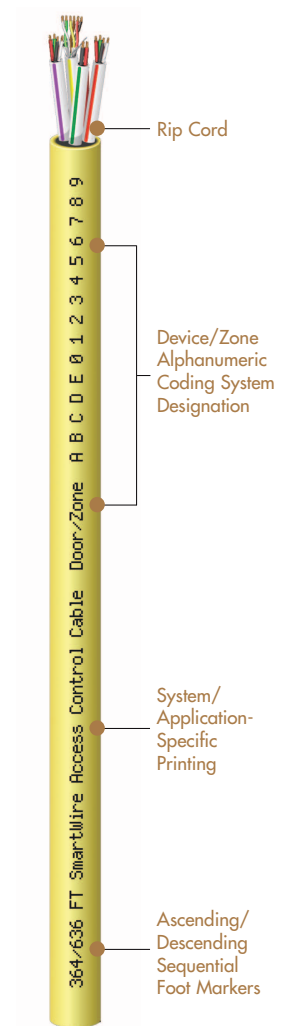 Rip Cord
Device/Zone
Alphanumeric
Coding System
Designation
System/
Application-
Specific
Printing
Ascending/
Descending
Sequential
Foot Markers
364/636 FT SmartWire Access Control Cable Door/Zone A B C D E 0 1 2 3 4 5 6 7 8 9